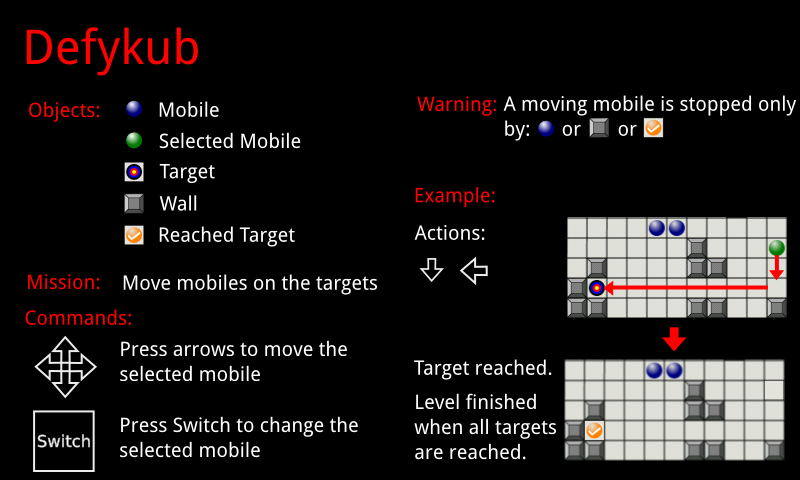 Defykub
Objects:
Mobile
Selected Mobile
Target
Wall
Reached Target
Mission: Move mobiles on the targets
Commands:
Press arrows to move the
selected mobile
Switch
Press Switch to change the
selected mobile
Warning: A moving mobile is stopped only
by: or or
Example:
Actions:
Target reached.
Level finished
when all targets
are reached.